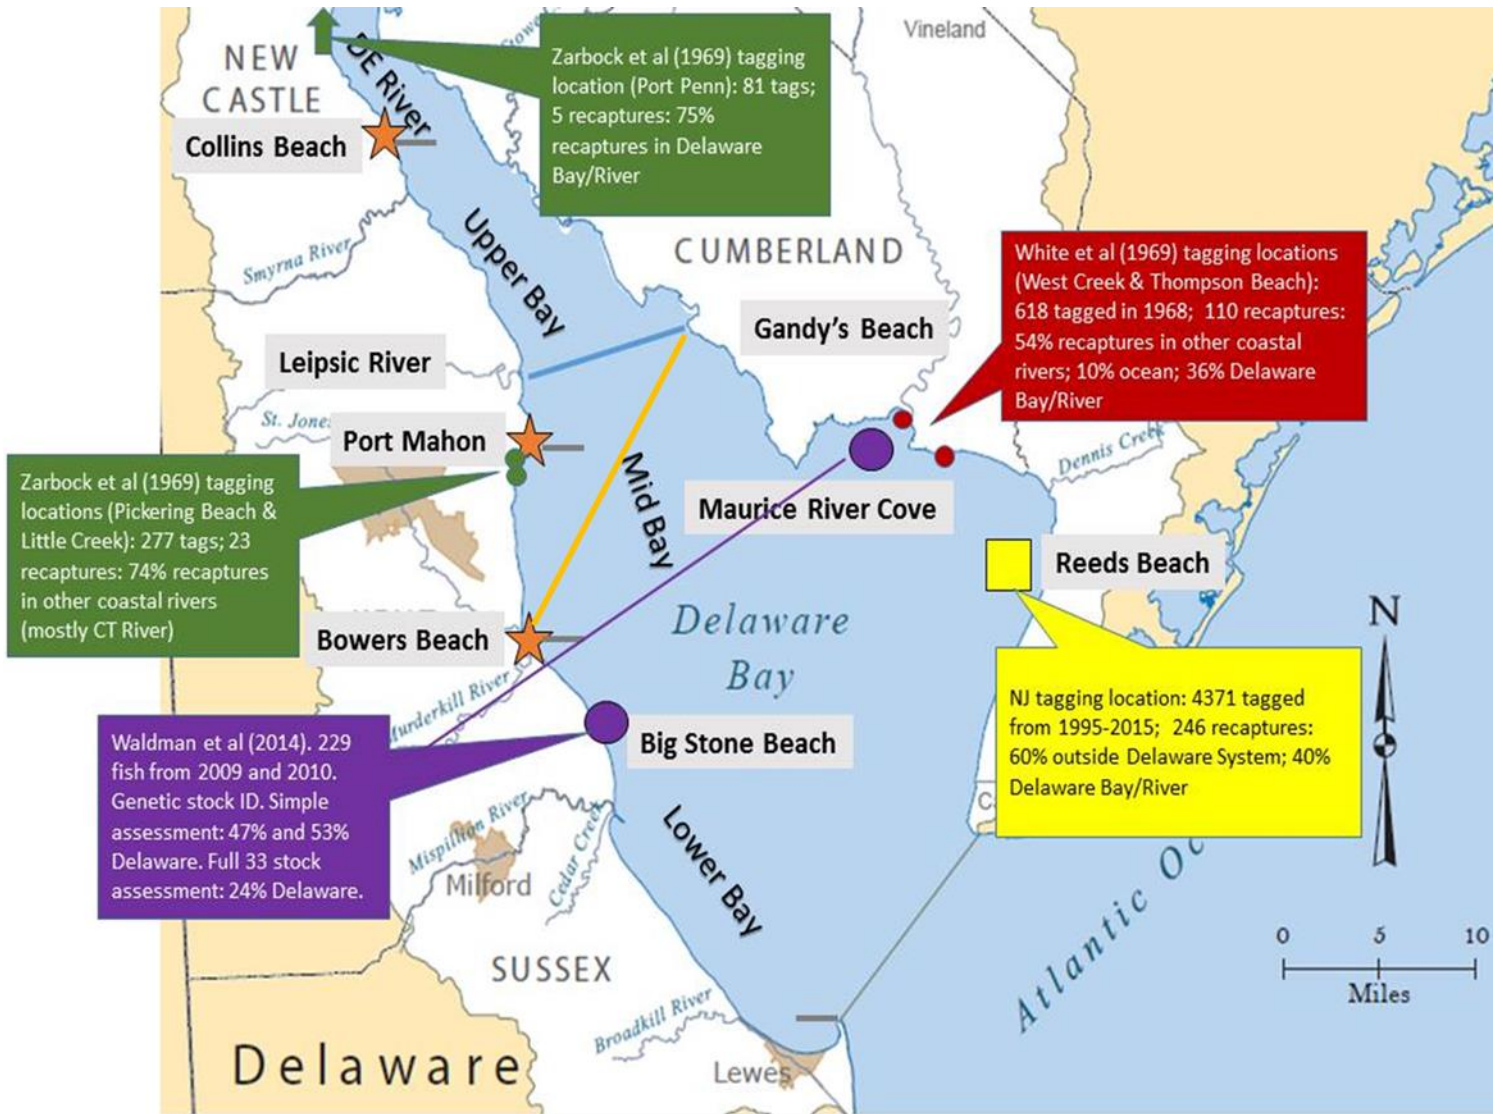 NEW
CASTLE
DE River
Vineland
Zarbock et al (1969) tagging
location (Port Penn): 81 tags;
5 recaptures: 75%
recaptures in Delaware
Bay/River
Collins Beach
Smyrna River
Upper Bay
CUMBERLAND
White et al (1969) tagging locations
(West Creek & Thompson Beach):
618 tagged in 1968; 110 recaptures:
54% recaptures in other coastal
rivers; 10% ocean; 36% Delaware
Bay/River
Gandy's Beach
Leipsic River
St. Jone
Port Mahon
Dennis Creek
Zarbock et al (1969) tagging
locations (Pickering Beach &
Little Creek): 277 tags; 23
recaptures: 74% recaptures
in other coastal rivers
(mostly CT River)
Mid Bay
Maurice River Cove
Reeds Beach
Delaware
Bay
N
Bowers Beach
Murderkill River
NJ tagging location: 4371 tagged
from 1995-2015; 246 recaptures:
60% outside Delaware System; 40%
Delaware Bay/River
Waldman et al (2014). 229
fish from 2009 and 2010.
Genetic stock ID. Simple
assessment: 47% and 53%
Delaware. Full 33 stock
assessment: 24% Delaware.
Big Stone Beach
Mispillion River
Cedar Creek
Milford
Lower Bay
Atlantic Oc
0 5 10
Miles
SUSSEX
Broadkill River
Delaware
Lewes